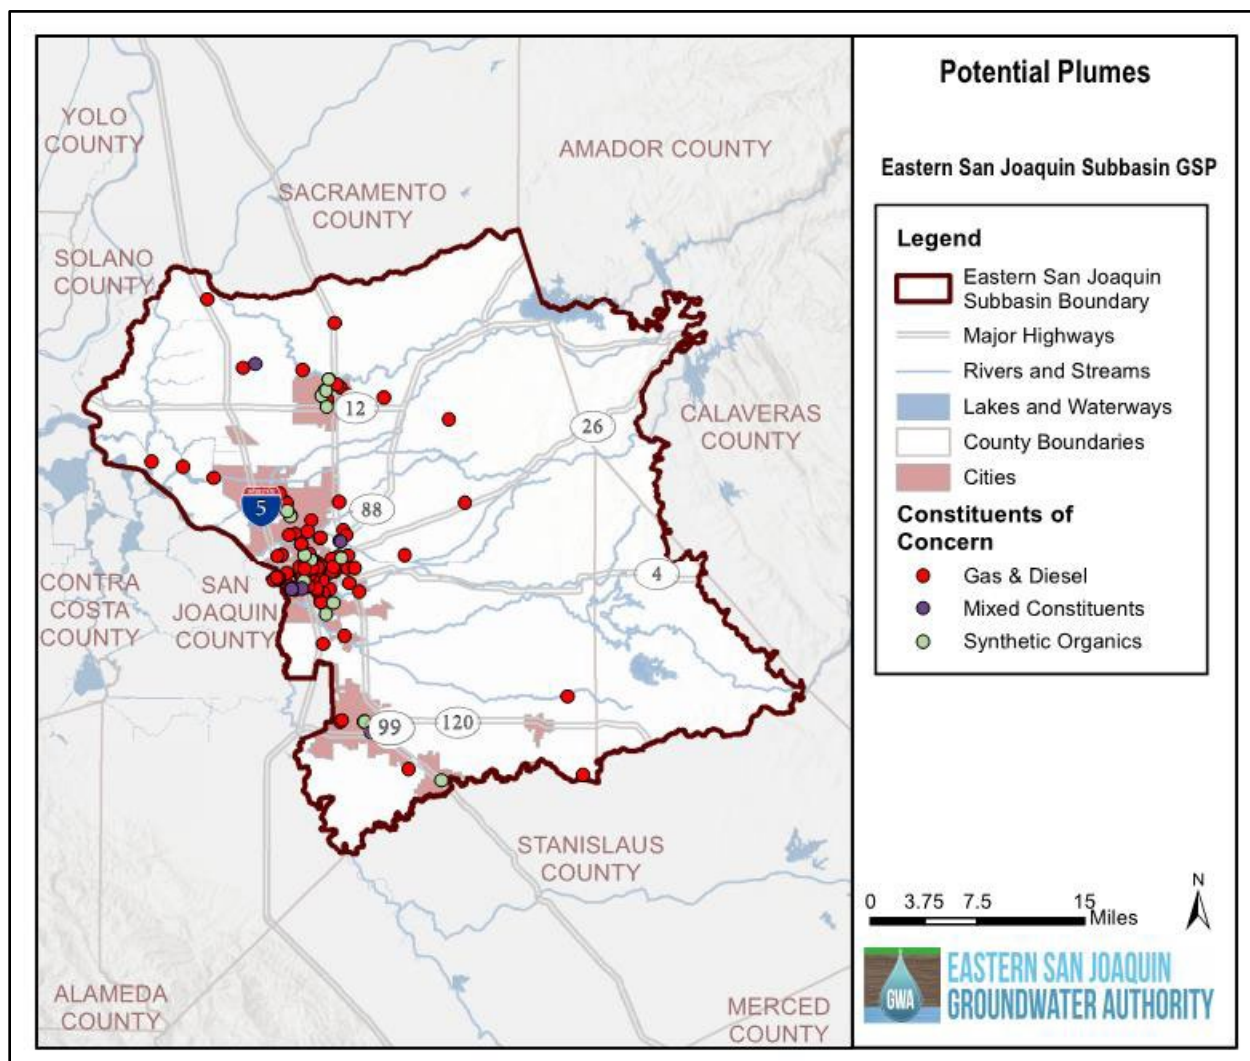 Potential Plumes
Eastern San Joaquin Subbasin GSP
Legend
Eastern San Joaquin
Subbasin Boundary
Major Highways
Rivers and Streams
Lakes and Waterways
County Boundaries
Cities
Constituents of
Concern
Gas & Diesel
Mixed Constituents
Synthetic Organics
YOLO
COUNTY
AMADOR COUNTY
SACRAMENTO
COUNTY
SOLANO
COUNTY
12
26
CALAVERAS
COUNTY
5
88
CONTRA
COSTA
COUNTY
SAN
JOAQUIN
COUNTY
4
99
120
STANISLAUS
COUNTY
ALAMEDA
COUNTY
MERCED
COUNTY
N
0 3.75 7.5 15
Miles
GWA
EASTERN SAN JOAQUIN
GROUNDWATER AUTHORITY